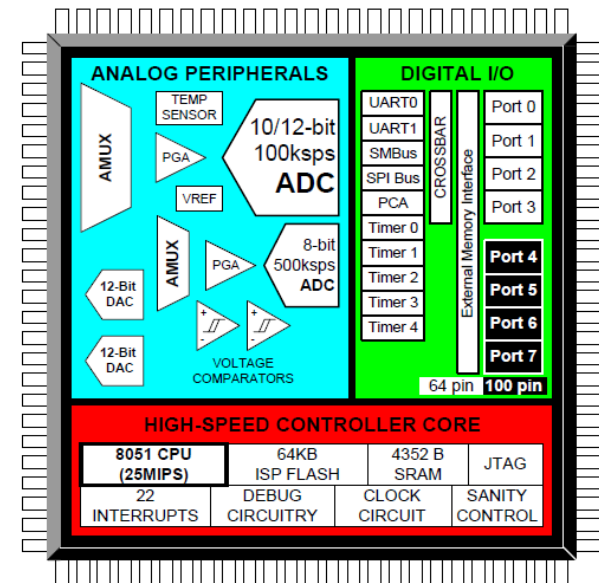 ANALOG PERIPHERALS
AMUX
TEMP
SENSOR
PGA
VREF
10/12-bit
100ksps
ADC
AMUX
PGA
8-bit
500ksps
ADC
12-Bit
DAC
12-Bit
DAC
+
-
+
-
VOLTAGE
COMPARATORS
DIGITAL I/O
UART0
UART1
SMBus
SPI Bus
PCA
Timer 0
Timer 1
Timer 2
Timer 3
Timer 4
CROSSBAR
External Memory Interface
Port 0
Port 1
Port 2
Port 3
Port 4
Port 5
Port 6
Port 7
64 pin 100 pin
HIGH-SPEED CONTROLLER CORE
8051 CPU
(25MIPS)
64KB
ISP FLASH
4352 B
SRAM
JTAG
22
INTERRUPTS
DEBUG
CIRCUITRY
CLOCK
CIRCUIT
SANITY
CONTROL